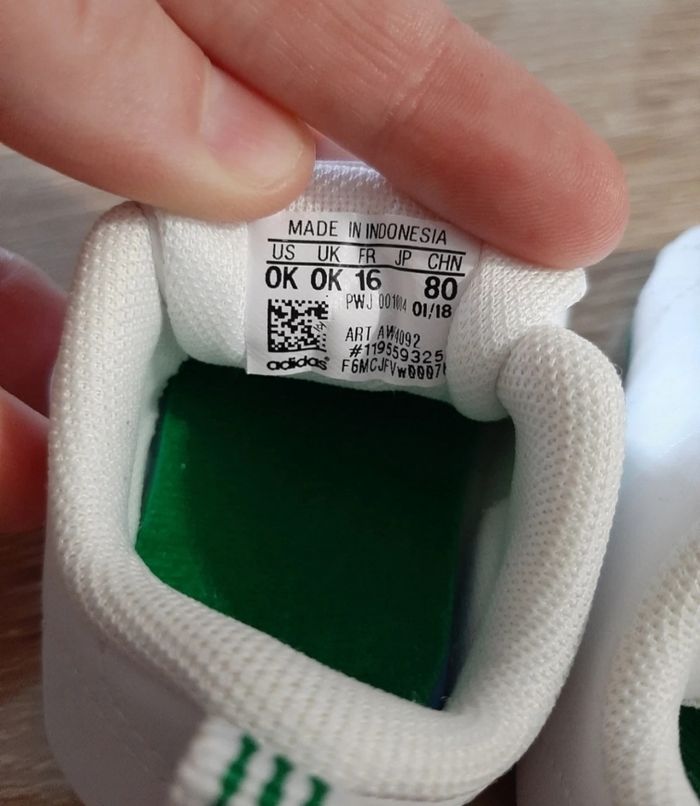 MADE IN INDONESIA
US UK FR JP CHN
0K 0K 16 80
PWJ 001004 01/18
ART AW4092
#119559325
adidas